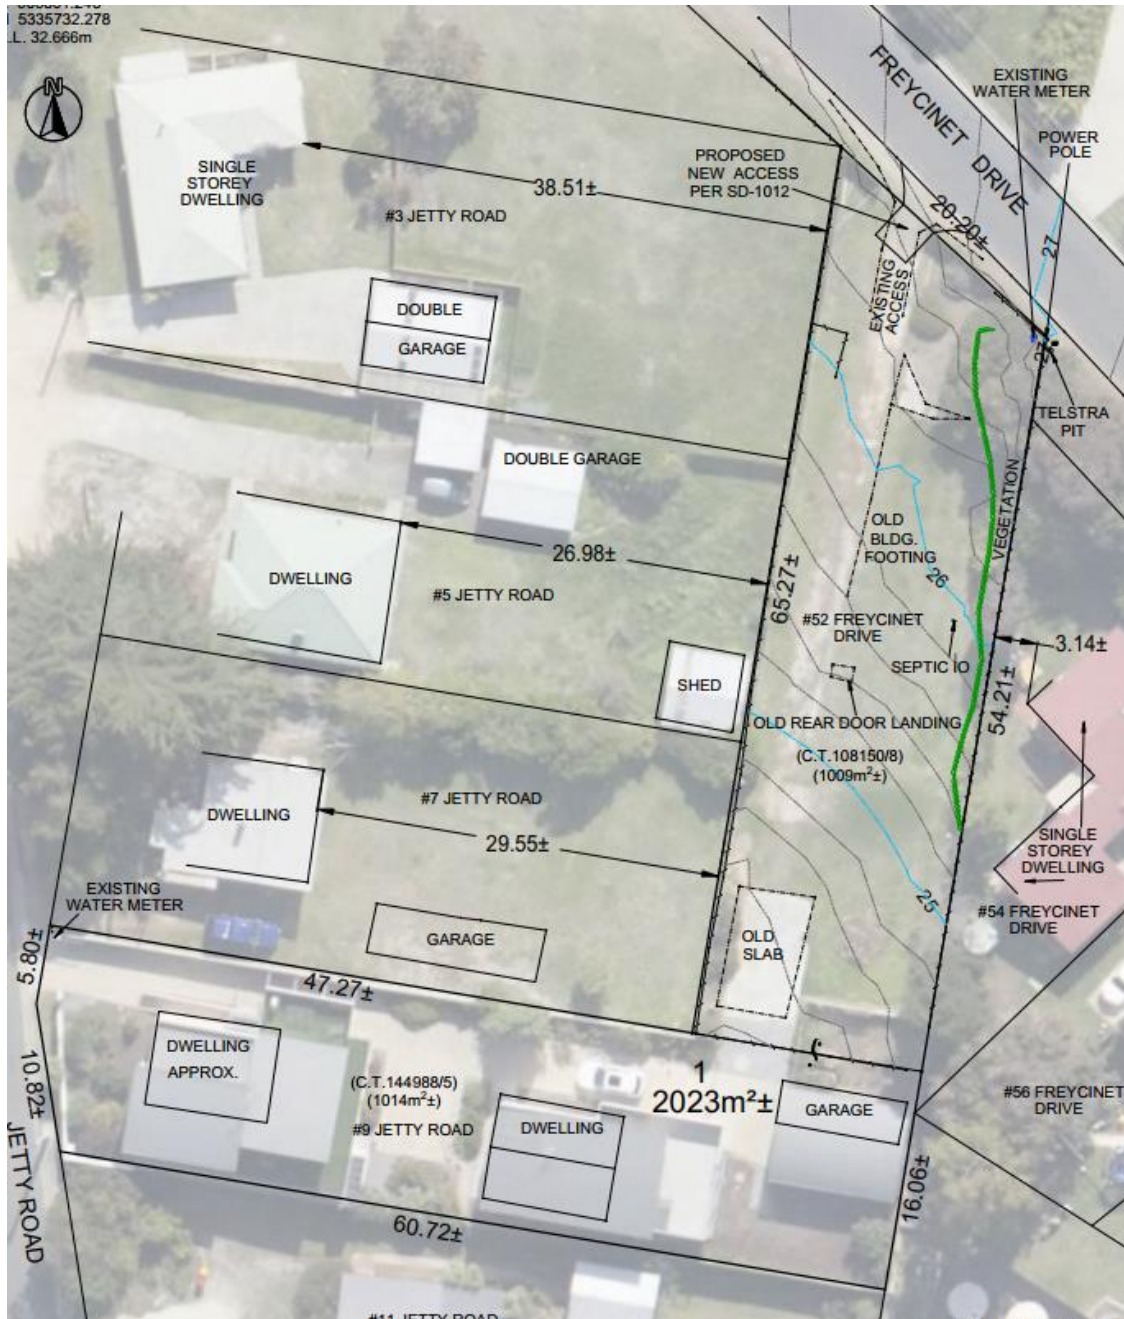 5335732.278
L. 32.666m
N
FREYCINET DRIVE
EXISTING
WATER METER
POWER
POLE
SINGLE
STOREY
DWELLING
PROPOSED
NEW ACCESS
PER SD-1012
38.51±
#3 JETTY ROAD
20.20±
27
EXISTING
ACCESS
DOUBLE
GARAGE
27
TELSTRA
PIT
DOUBLE GARAGE
VEGETATION
OLD
BLDG.
FOOTING
26.98±
DWELLING
26
#5 JETTY ROAD
65.27±
#52 FREYCINET
DRIVE
3.14±
SEPTIC IO
SHED
54.21±
OLD REAR DOOR LANDING
(C.T.108150/8)
(1009m²±)
#7 JETTY ROAD
DWELLING
29.55±
SINGLE
STOREY
DWELLING
EXISTING
WATER METER
25
#54 FREYCINET
DRIVE
GARAGE
OLD
SLAB
5.80±
47.27±
DWELLING
APPROX.
10.82±
(C.T.144988/5)
(1014m²±)
1
2023m²±
#56 FREYCINET
DRIVE
GARAGE
#9 JETTY ROAD
DWELLING
JETTY ROAD
16.06±
60.72±
#11 JETTY ROAD